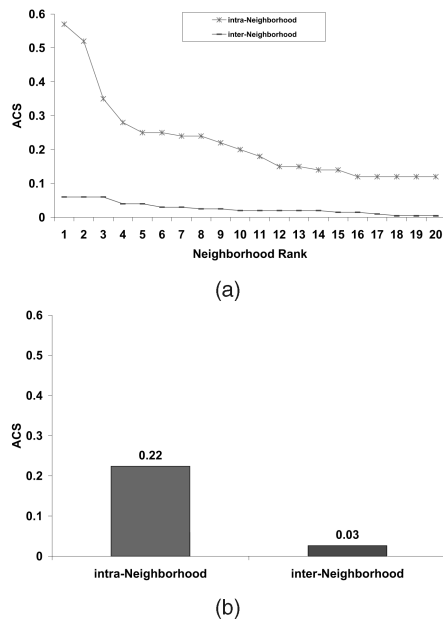 0.6
0.5
0.4
0.3
0.2
0.1
0
ACS
intra-Neighborhood
inter-Neighborhood
1 2 3 4 5 6 7 8 9 10 11 12 13 14 15 16 17 18 19 20
Neighborhood Rank
(a)
0.6
0.5
0.4
0.3
0.2
0.1
0
ACS
0.22
0.03
intra-Neighborhood inter-Neighborhood
(b)